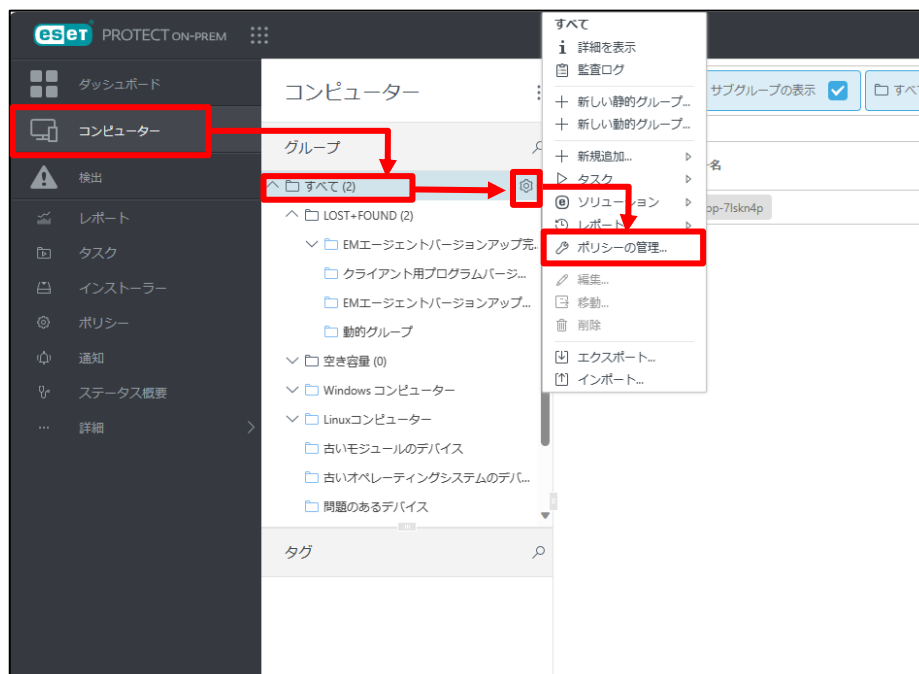 eset PROTECT ON-PREM
ダッシュボード
コンピューター
検出
レポート
タスク
インストーラー
ポリシー
通知
ステータス概要
詳細
コンピューター
グループ
すべて (2)
LOST+FOUND (2)
EMエージェントバージョンアップ完...
クライアント用プログラムバージ...
EMエージェントバージョンアップ...
動的グループ
空き容量 (0)
Windows コンピューター
Linuxコンピューター
古いモジュールのデバイス
古いオペレーティングシステムのデバ...
問題のあるデバイス
タグ
すべて
詳細を表示
監査ログ
新しい静的グループ...
新しい動的グループ...
新規追加...
タスク
ソリューション
レポート
ポリシーの管理...
編集...
移動...
削除
エクスポート...
インポート...
サブグループの表示
すべ
名
op-7lskn4p